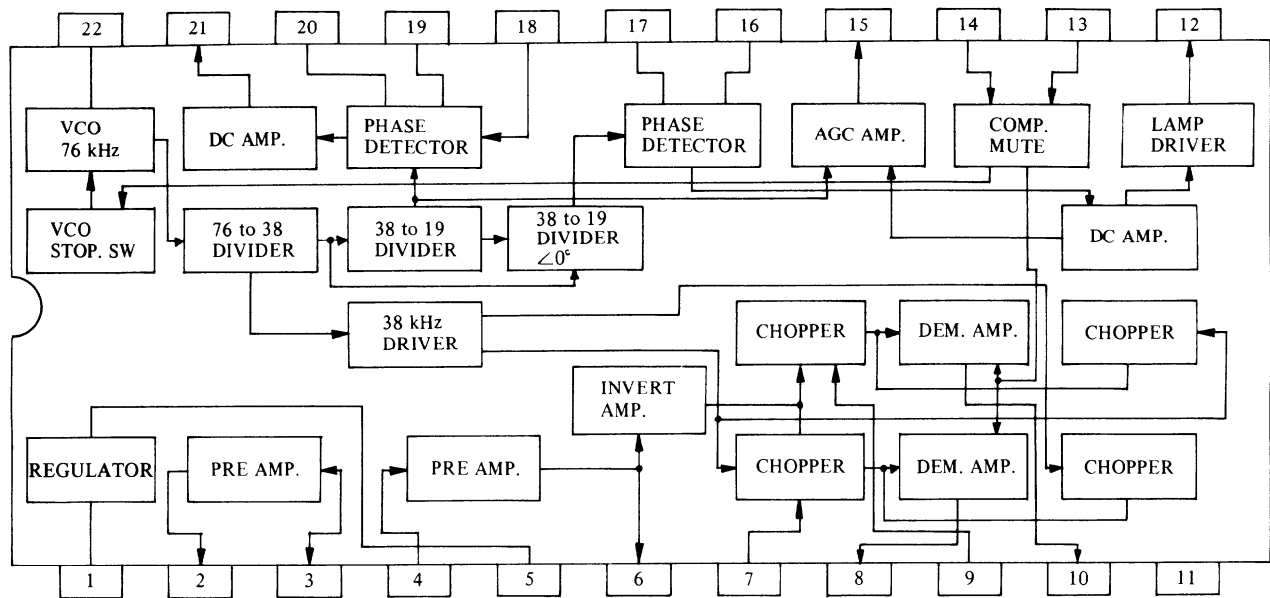 22 21 20 19 18 17 16 15 14 13 12
VCO
76 kHz
DC AMP.
PHASE
DETECTOR
PHASE
DETECTOR
AGC AMP.
COMP.
MUTE
LAMP
DRIVER
VCO
STOP. SW
76 to 38
DIVIDER
38 to 19
DIVIDER
38 to 19
DIVIDER
∠0°
DC AMP.
38 kHz
DRIVER
CHOPPER
DEM. AMP.
CHOPPER
INVERT
AMP.
REGULATOR
PRE AMP.
PRE AMP.
CHOPPER
DEM. AMP.
CHOPPER
1 2 3 4 5 6 7 8 9 10 11